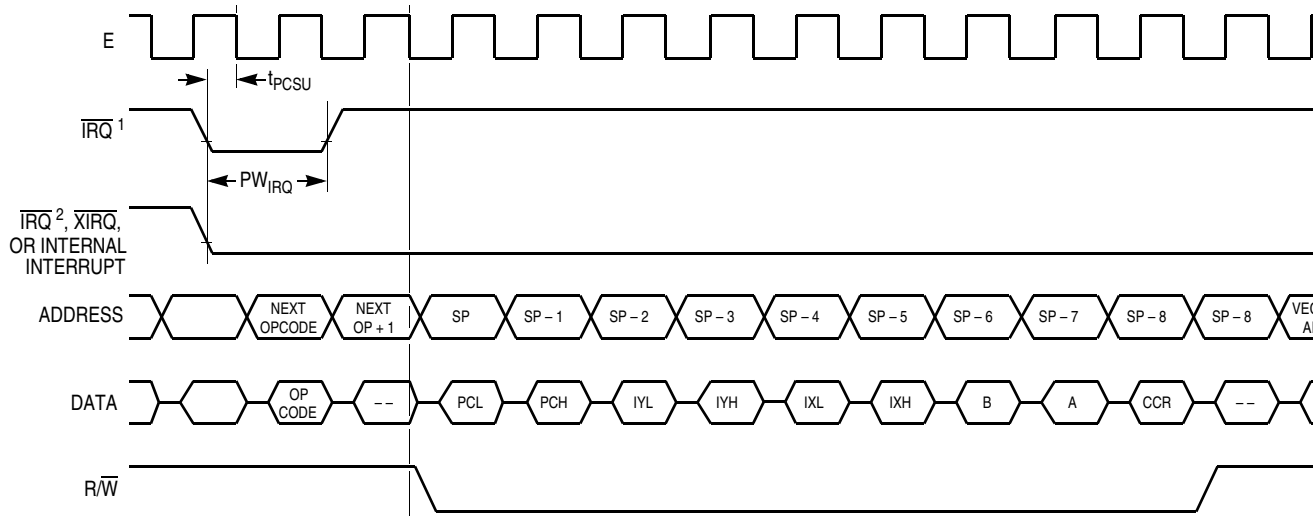 E
tPCSU
IRQ 1
PWIRQ
IRQ 2, XIRQ,
OR INTERNAL
INTERRUPT
ADDRESS
NEXT
OPCODE
NEXT
OP + 1
SP
SP – 1
SP – 2
SP – 3
SP – 4
SP – 5
SP – 6
SP – 7
SP – 8
SP – 8
DATA
OP
CODE
– –
PCL
PCH
IYL
IYH
IXL
IXH
B
A
CCR
– –
R/W